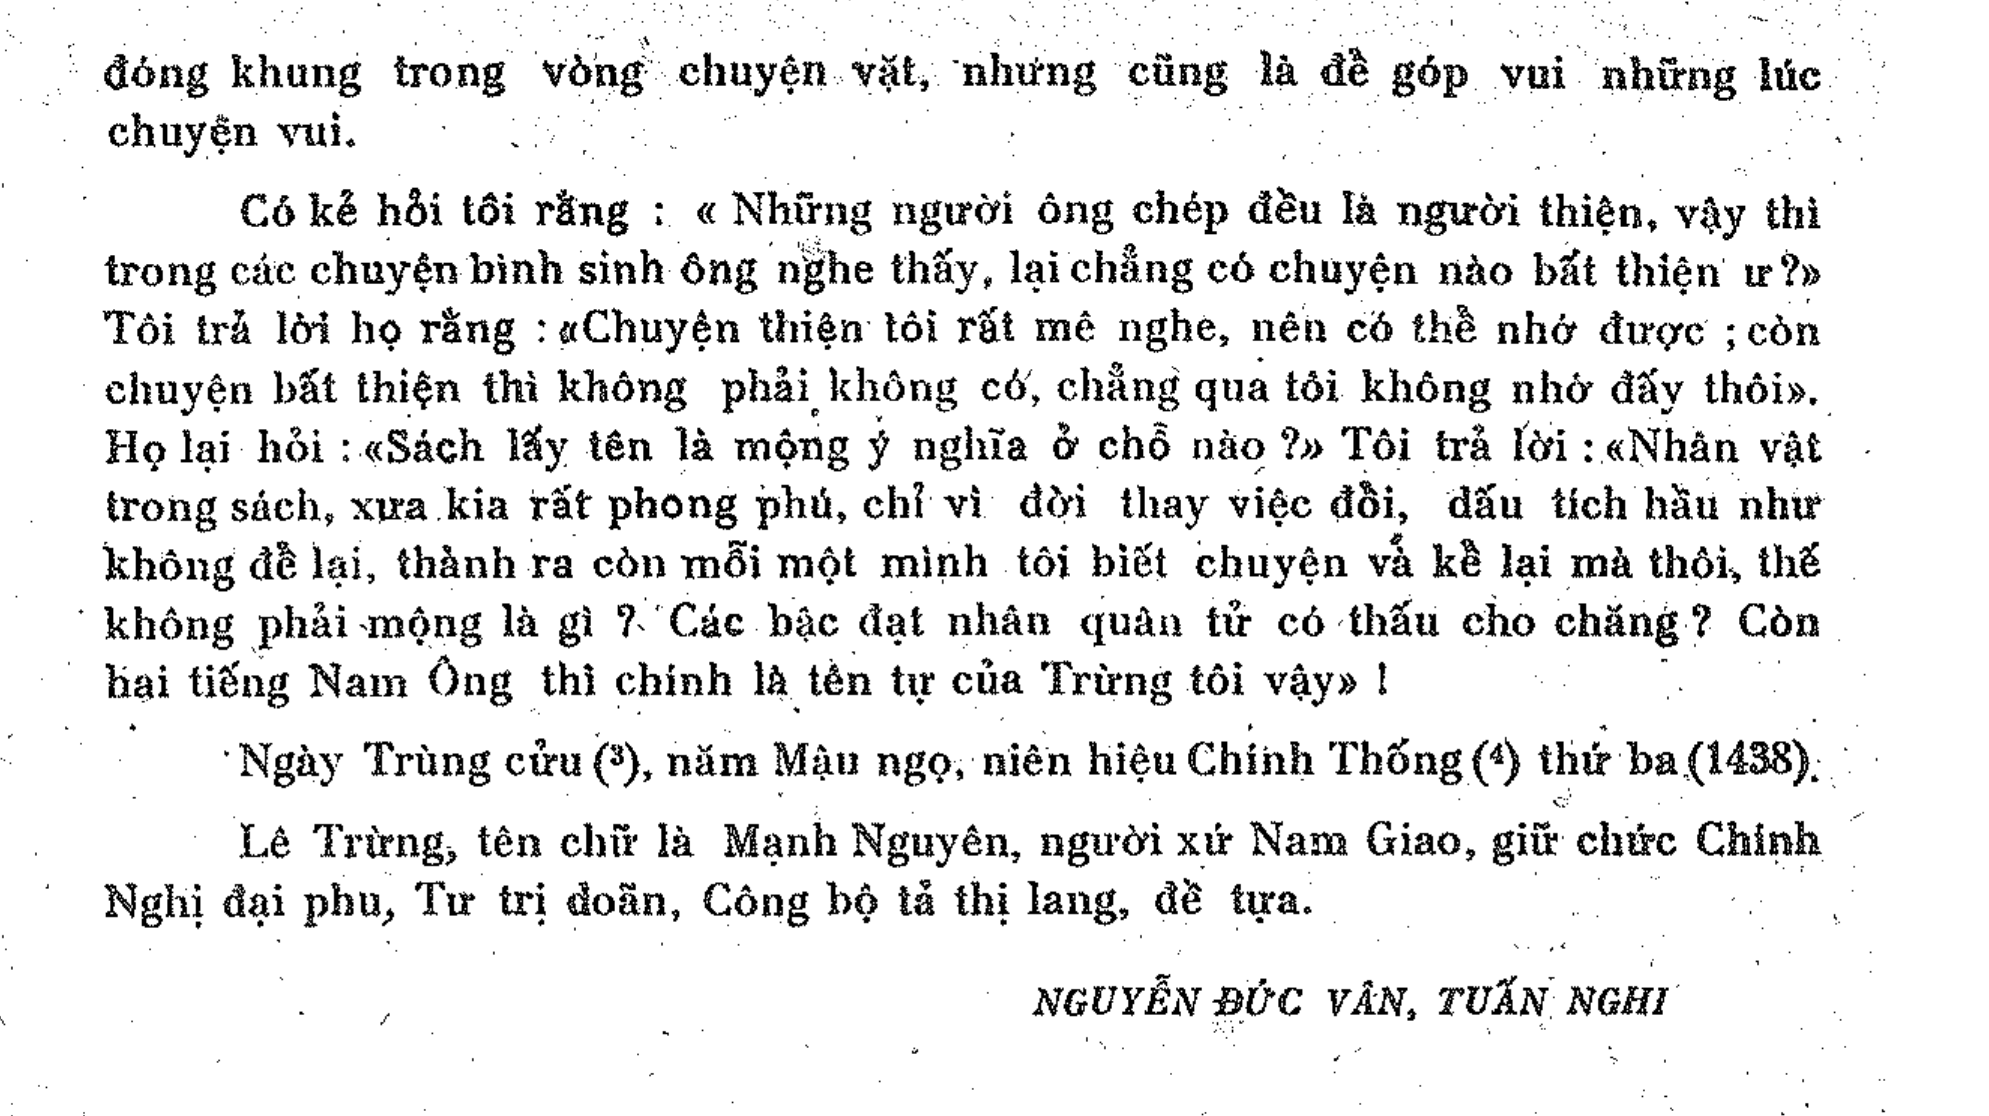 đóng khung trong vòng chuyện vặt, nhưng cũng là để góp vui những lúc
chuyện vui.
Có kẻ hỏi tôi rằng : « Những người ông chép đều là người thiện, vậy thì
trong các chuyện bình sinh ông nghe thấy, lại chẳng có chuyện nào bất thiện ư ?»
Tôi trả lời họ rằng : «Chuyện thiện tôi rất mê nghe, nên có thể nhớ được ; còn
chuyện bất thiện thì không phải không có, chẳng qua tôi không nhớ đấy thôi».
Họ lại hỏi : «Sách lấy tên là mộng ý nghĩa ở chỗ nào ?» Tôi trả lời : «Nhân vật
trong sách, xưa kia rất phong phú, chỉ vì đời thay việc đổi, dấu tích hầu như
không để lại, thành ra còn mỗi một mình tôi biết chuyện và kể lại mà thôi, thế
không phải mộng là gì ? Các bậc đạt nhân quân tử có thấu cho chăng ? Còn
hai tiếng Nam Ông thì chính là tên tự của Trừng tôi vậy» !
Ngày Trùng cửu (3), năm Mậu ngọ, niên hiệu Chính Thống (4) thứ ba (1438).
Lê Trừng, tên chữ là Mạnh Nguyên, người xứ Nam Giao, giữ chức Chính
Nghị đại phu, Tư trị doãn, Công bộ tả thị lang, đề tựa.
NGUYỄN ĐỨC VÂN, TUẤN NGHI